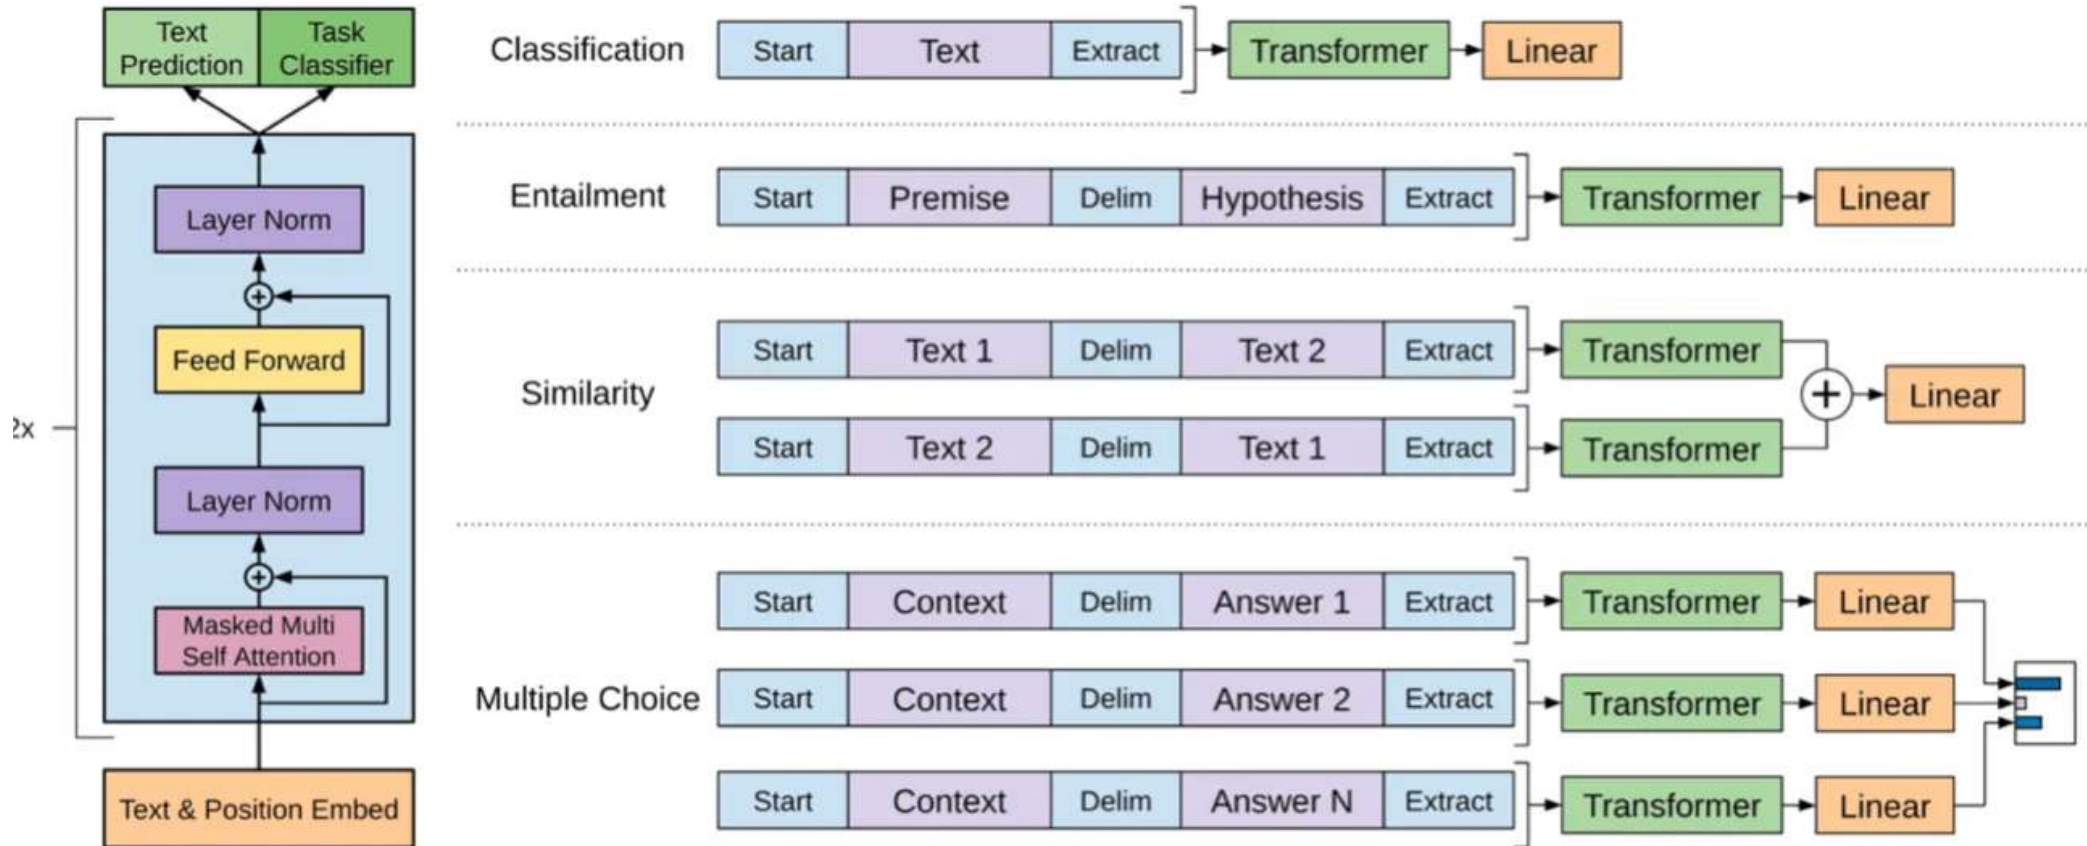 Text
Prediction
Task
Classifier
Layer Norm
Feed Forward
Layer Norm
Masked Multi
Self Attention
Text & Position Embed
2x
Classification Start Text Extract Transformer Linear
Entailment Start Premise Delim Hypothesis Extract Transformer Linear
Similarity
Start Text 1 Delim Text 2 Extract Transformer
+ Linear
Start Text 2 Delim Text 1 Extract Transformer
Start Context Delim Answer 1 Extract Transformer Linear
Multiple Choice Start Context Delim Answer 2 Extract Transformer Linear
Start Context Delim Answer N Extract Transformer Linear